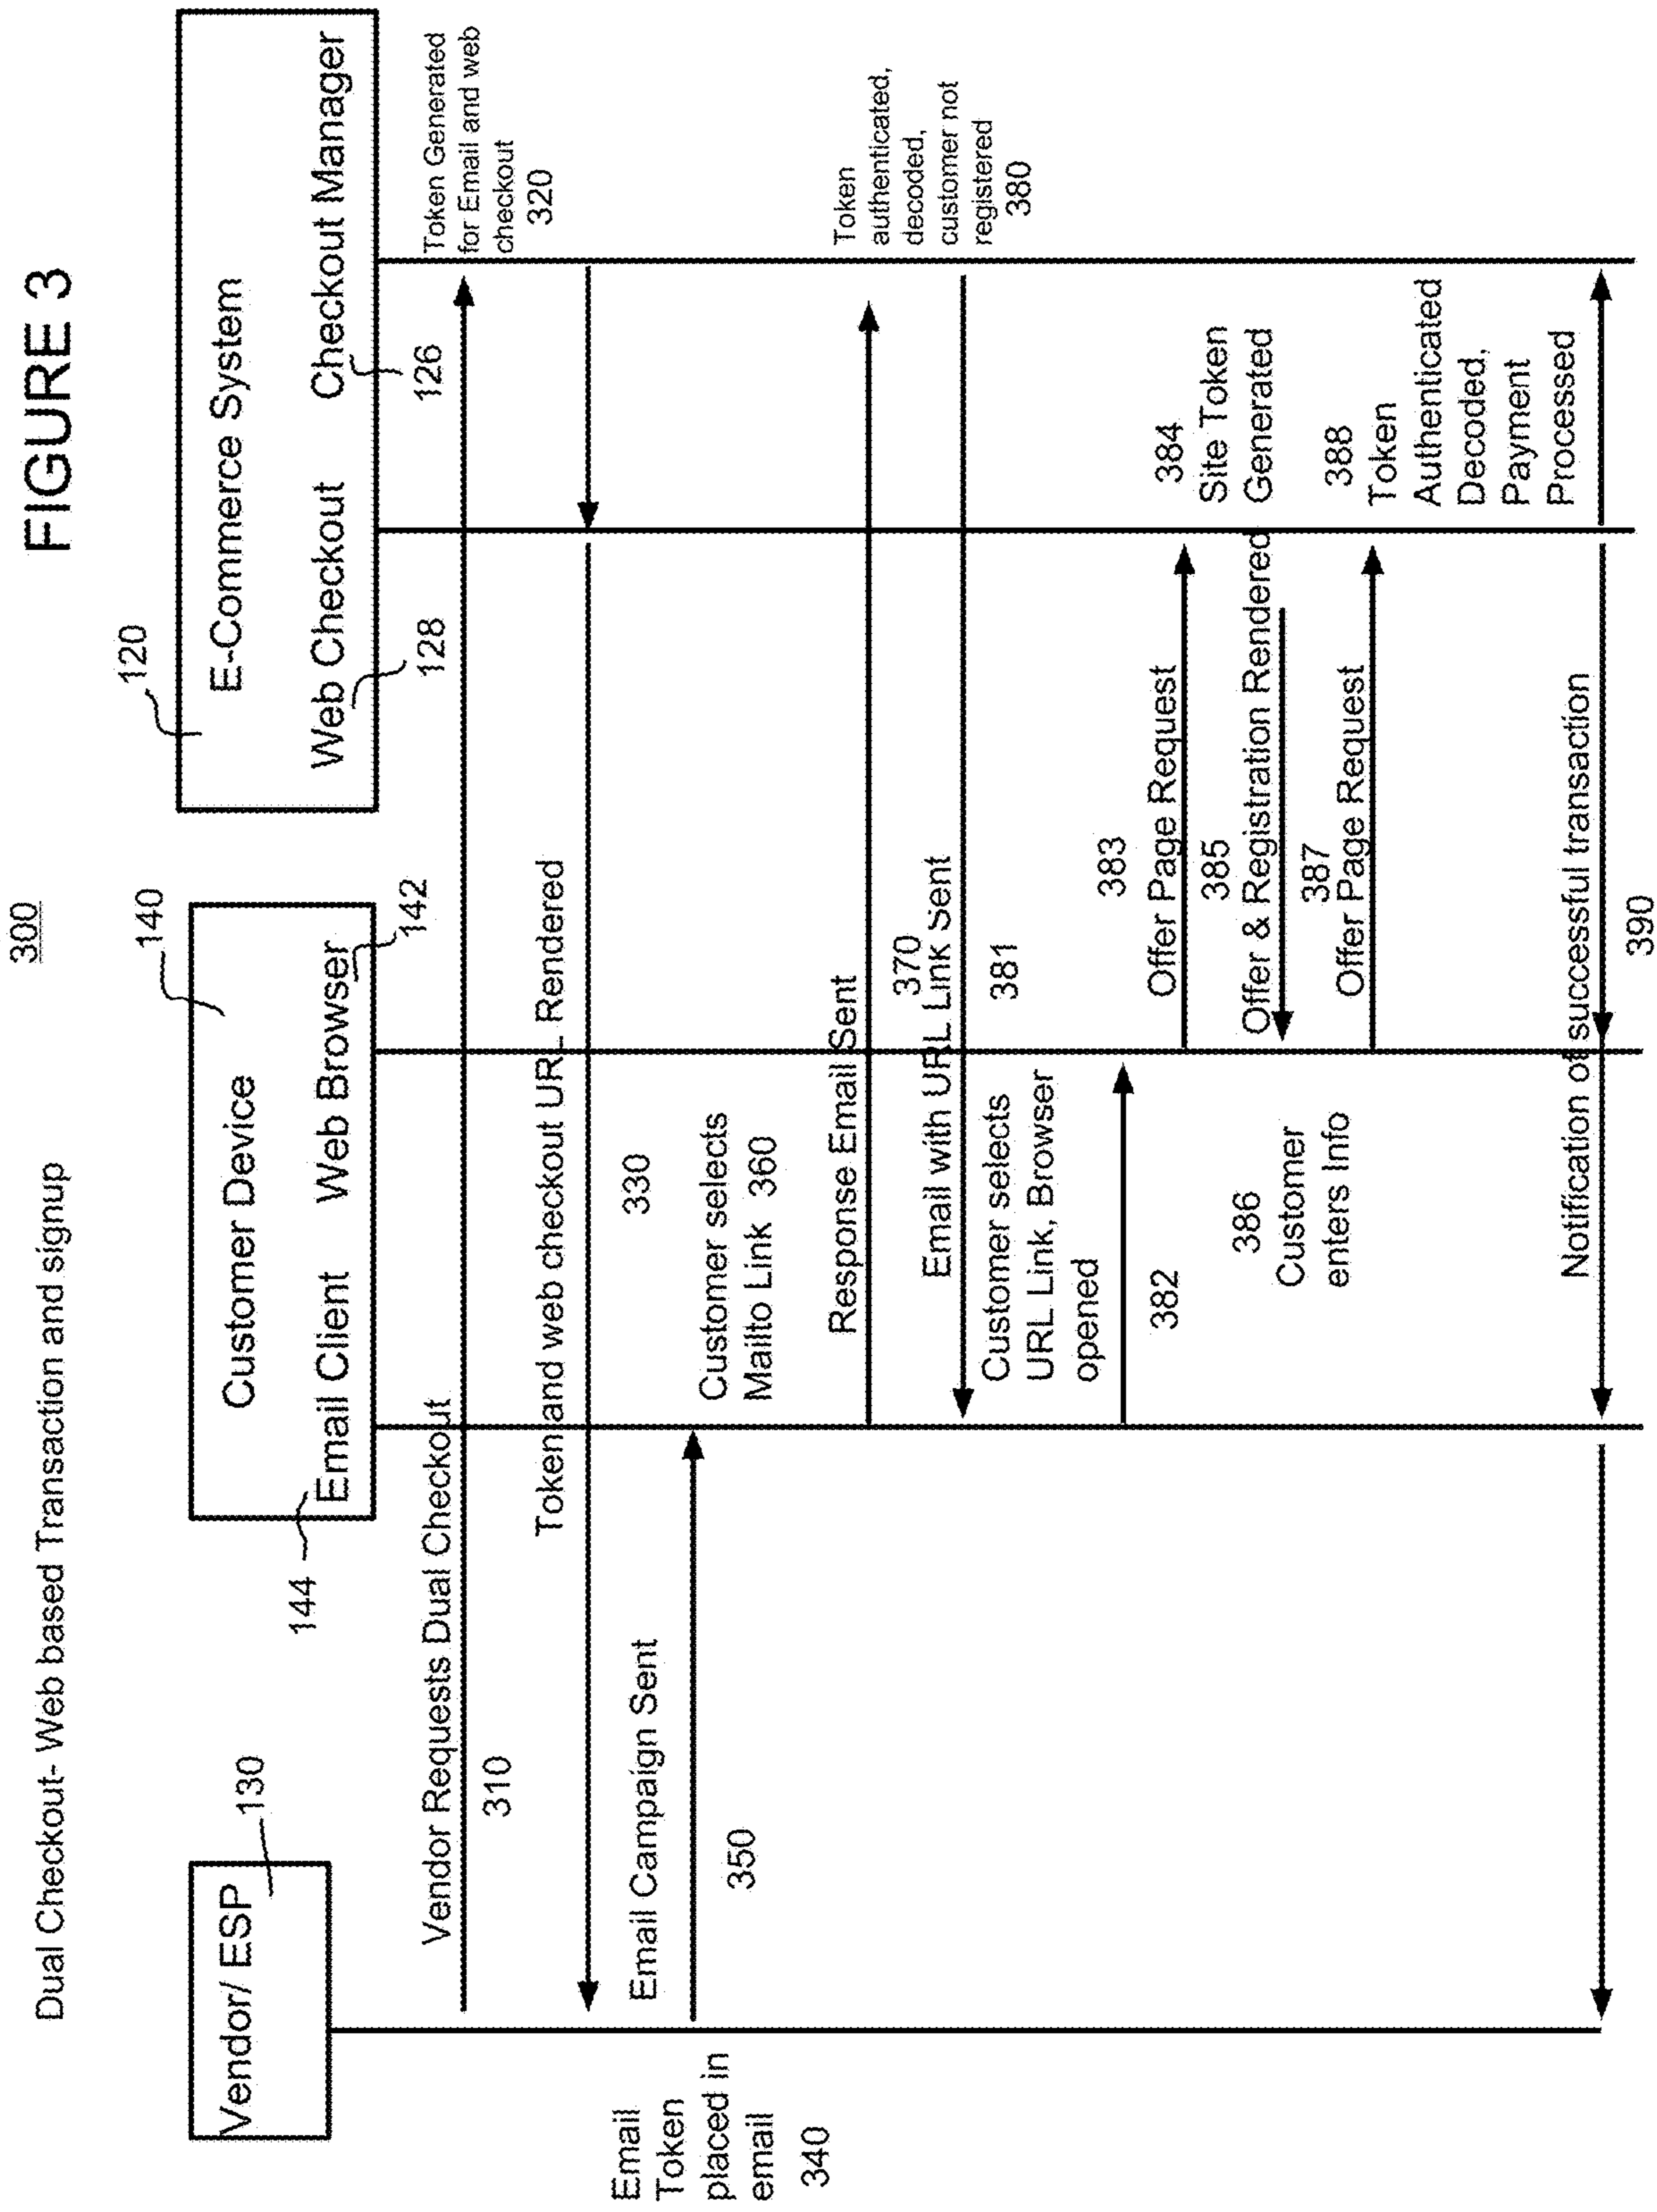 FIGURE 3
300
Dual Checkout- Web based Transaction and signup
Vendor/ ESP
130
Customer Device
140
Email Client
144
Web Browser
142
E-Commerce System
120
Web Checkout
128
Checkout Manager
126
Vendor Requests Dual Checkout
310
Token Generated
for Email and web
checkout
320
Token and web checkout URL Rendered
330
Email
Token
placed in
email
340
Email Campaign Sent
350
Customer selects
Mailto Link 360
Response Email Sent
370
Token
authenticated,
decoded,
customer not
registered
380
Email with URL Link Sent
381
Customer selects
URL Link, Browser
opened
382
383
Offer Page Request
384
Site Token
Generated
385
Offer & Registration Rendered
386
Customer
enters Info
387
Offer Page Request
388
Token
Authenticated
Decoded,
Payment
Processed
Notification of successful transaction
390